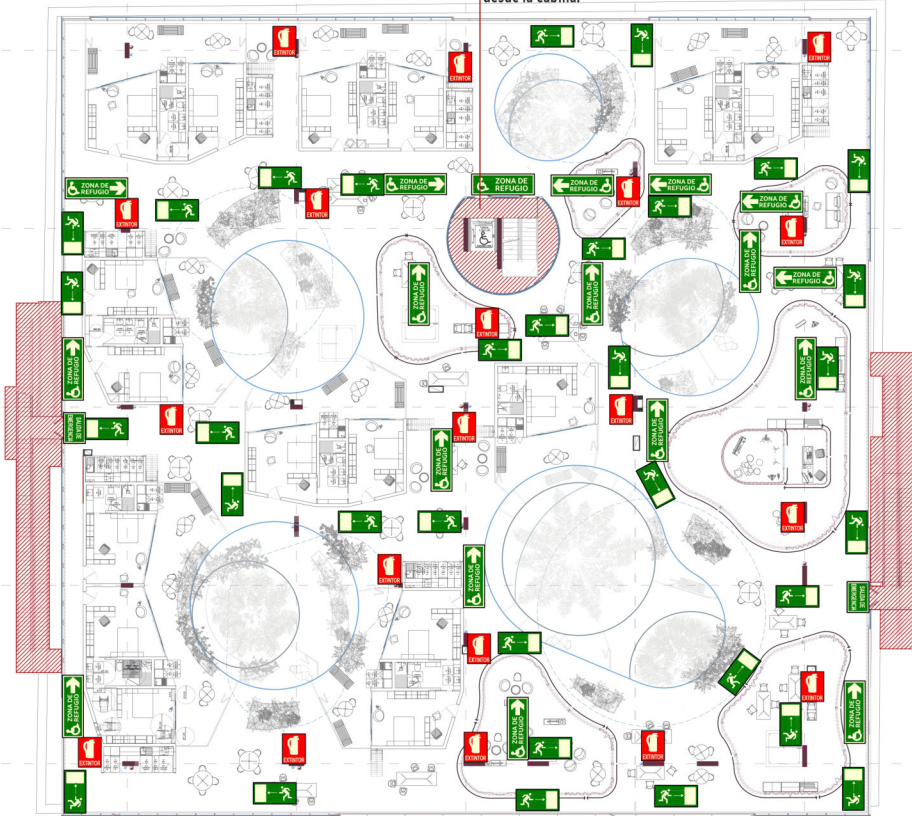 desde la cabina.
EXTINTOR
EXTINTOR
EXTINTOR
ZONA DE
REFUGIO
ZONA DE
REFUGIO
ZONA DE
REFUGIO
ZONA DE
REFUGIO
ZONA DE
REFUGIO
EXTINTOR
EXTINTOR
EXTINTOR
ZONA DE
REFUGIO
EXTINTOR
ZONA DE
REFUGIO
ZONA DE
REFUGIO
ZONA DE
REFUGIO
ZONA DE
REFUGIO
EXTINTOR
ZONA DE
REFUGIO
ZONA DE
REFUGIO
EXTINTOR
EXTINTOR
EXTINTOR
SALIDA DE
EMERGENCIA
ZONA DE
REFUGIO
ZONA DE
REFUGIO
EXTINTOR
EXTINTOR
ZONA DE
REFUGIO
SALIDA DE
EMERGENCIA
EXTINTOR
EXTINTOR
ZONA DE
REFUGIO
ZONA DE
REFUGIO
ZONA DE
REFUGIO
EXTINTOR
EXTINTOR
EXTINTOR
EXTINTOR